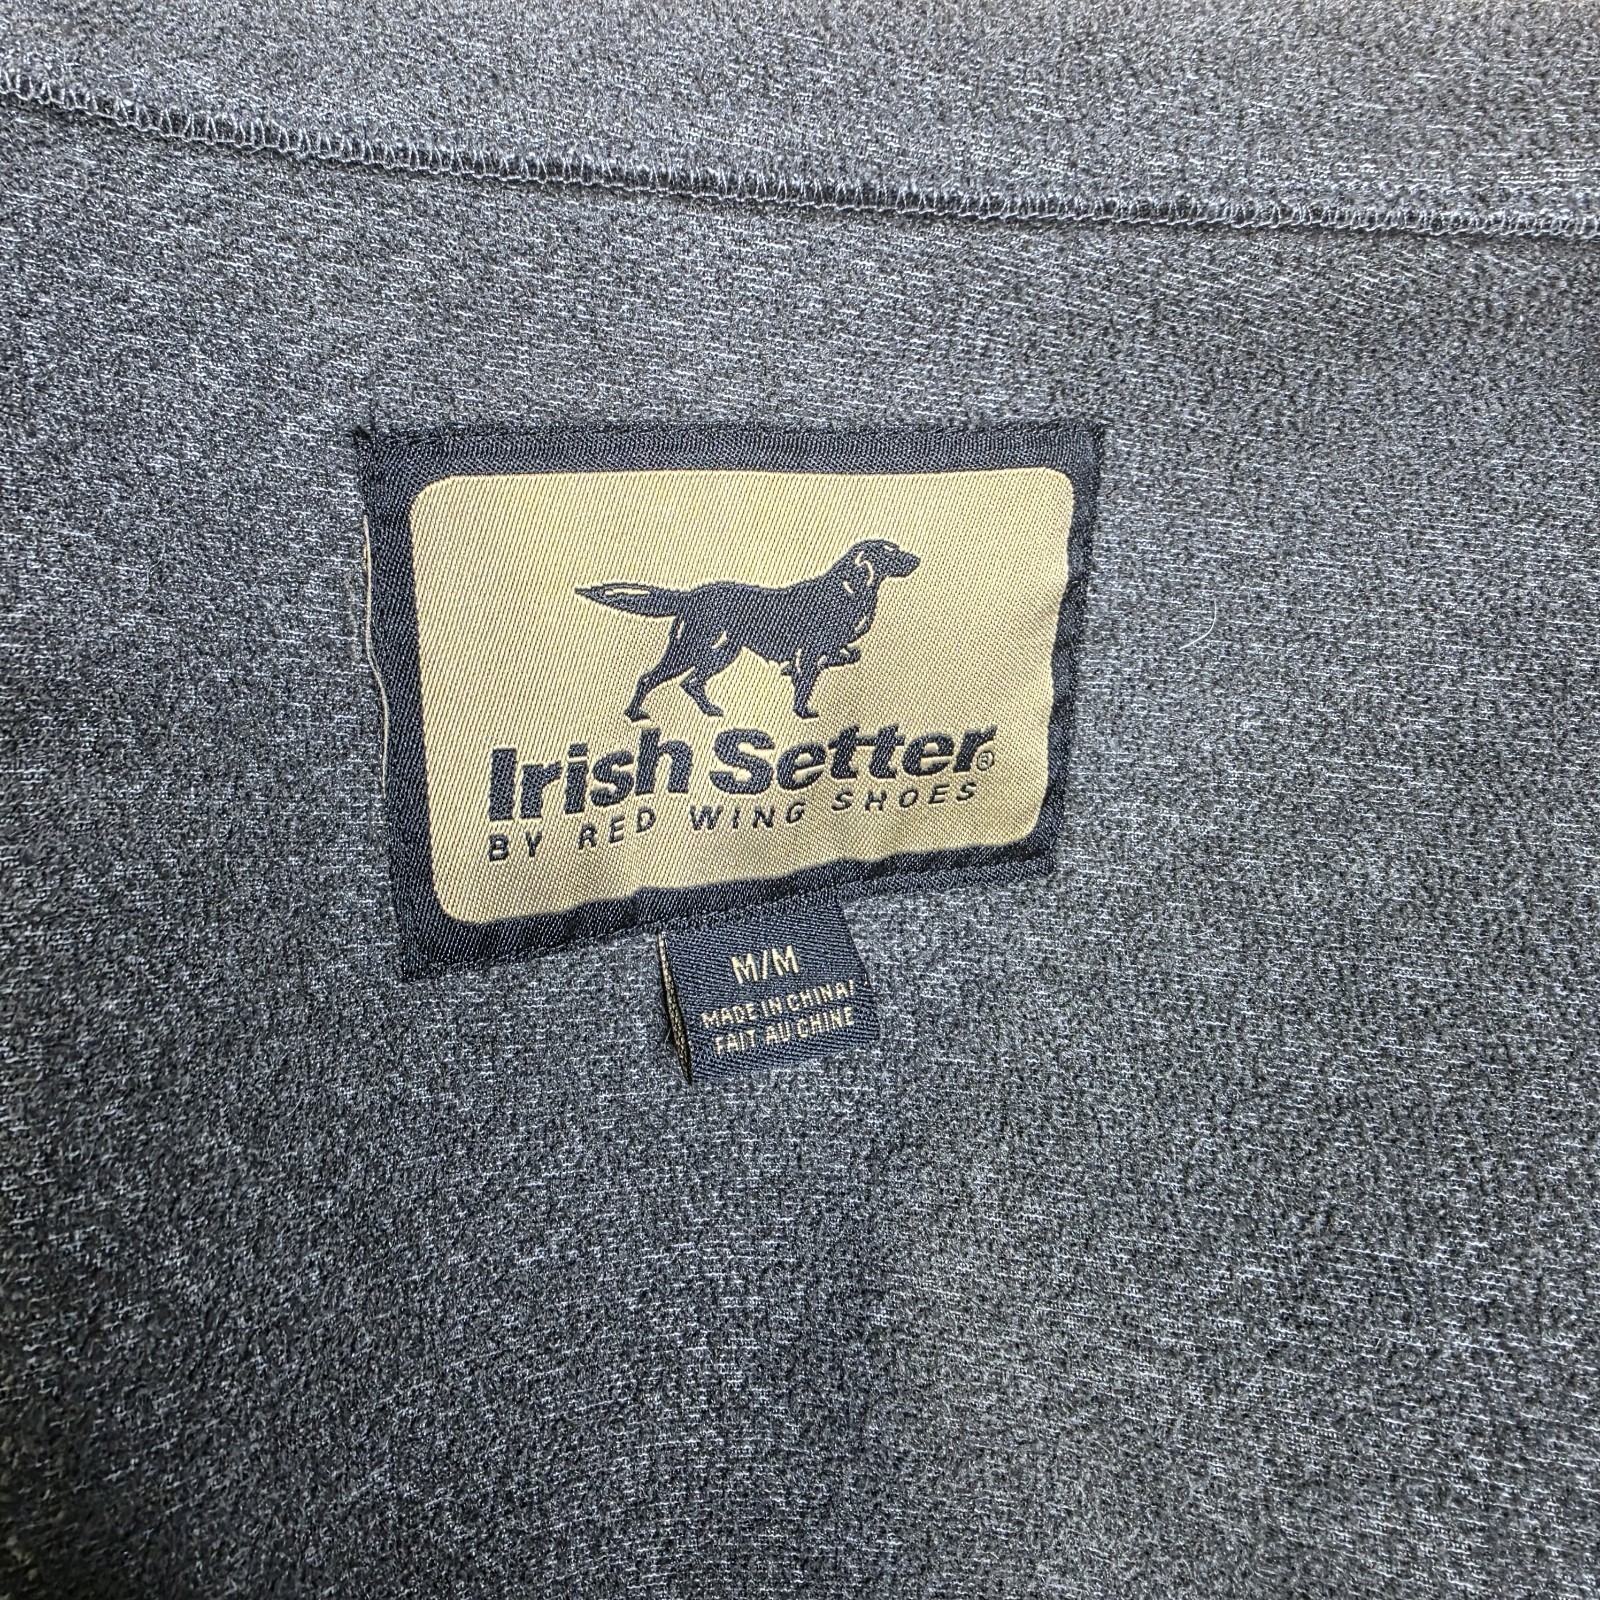 Irish Setter®
BY RED WING SHOES
M/M
MADE IN CHINA/
FAIT AU CHINE